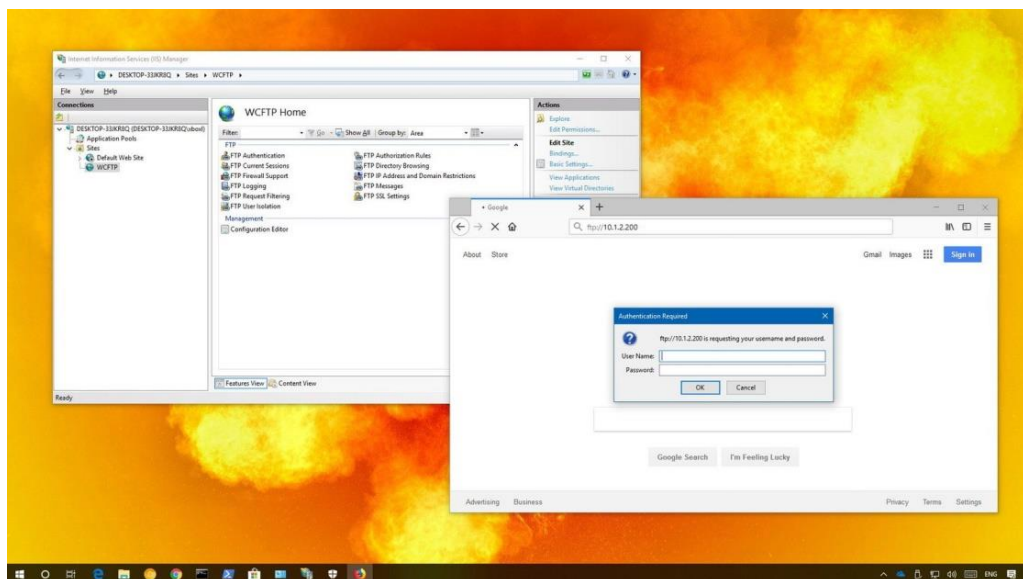 Internet Information Services (IIS) Manager
DESKTOP-33JKR8Q ▸ Sites ▸ WCFTP ▸
File View Help
Connections
DESKTOP-33JKR8Q (DESKTOP-33JKR8Q\ubool)
Application Pools
Sites
Default Web Site
WCFTP
WCFTP Home
Filter: Go Show All Group by: Area
FTP
FTP Authentication FTP Authorization Rules
FTP Current Sessions FTP Directory Browsing
FTP Firewall Support FTP IP Address and Domain Restrictions
FTP Logging FTP Messages
FTP Request Filtering FTP SSL Settings
FTP User Isolation
Management
Configuration Editor
Features View Content View
Ready
Actions
Explore
Edit Permissions...
Edit Site
Bindings...
Basic Settings...
View Applications
View Virtual Directories
Google
ftp://10.1.2.200
About Store
Gmail Images Sign in
Authentication Required
ftp://10.1.2.200 is requesting your username and password.
User Name:
Password:
OK Cancel
Google Search I'm Feeling Lucky
Advertising Business Privacy Terms Settings
ENG